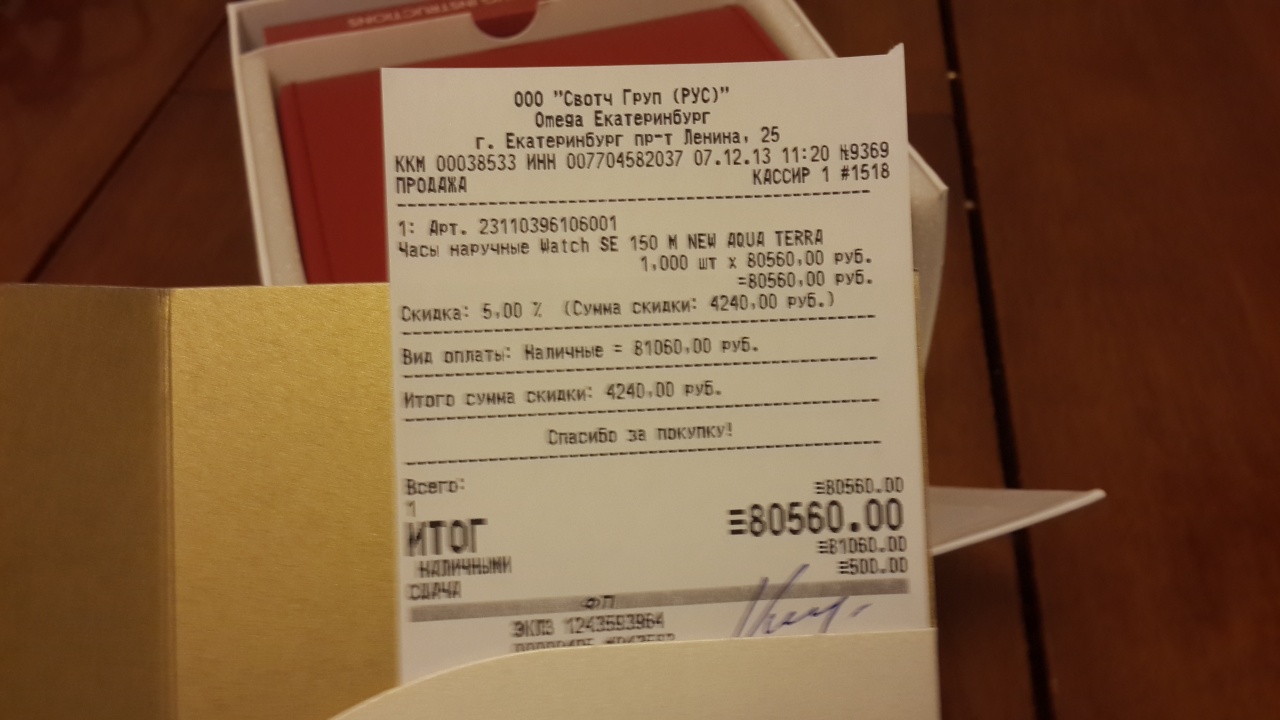 INSTRUCTIONS
ООО "Свотч Груп (РУС)"
Omega Екатеринбург
г. Екатеринбург пр-т Ленина, 25
ККМ 00038533 ИНН 007704582037 07.12.13 11:20 №9369
ПРОДАЖА КАССИР 1 #1518
1: Арт. 23110396106001
Часы наручные Watch SE 150 M NEW AQUA TERRA
1,000 шт x 80560,00 руб.
=80560,00 руб.
Скидка: 5,00 % (Сумма скидки: 4240,00 руб.)
Вид оплаты: Наличные = 81060,00 руб.
Итого сумма скидки: 4240,00 руб.
Спасибо за покупку!
Всего: ≡80560.00
1
ИТОГ ≡80560.00
НАЛИЧНЫМИ ≡81060.00
СДАЧА ≡500.00
ФП
ЭКЛЗ 1243593964